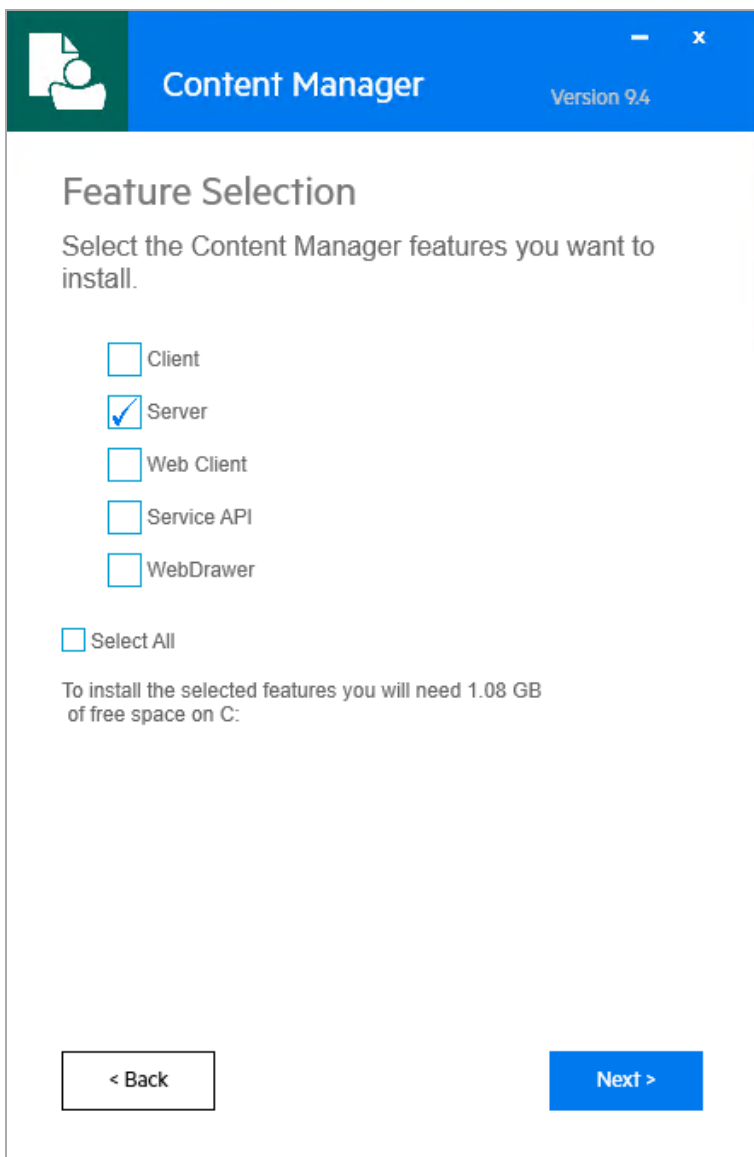 Content Manager
Version 9.4
x
Feature Selection
Select the Content Manager features you want to
install.
Client
Server
Web Client
Service API
WebDrawer
Select All
To install the selected features you will need 1.08 GB
of free space on C:
< Back
Next >